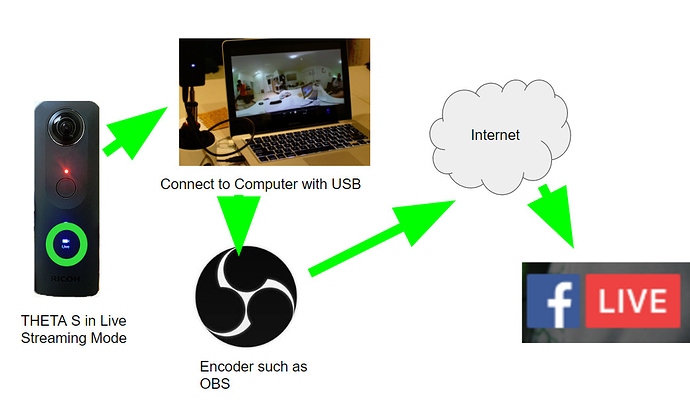 Internet
Connect to Computer with USB
Live
RICOH
f LIVE
THETA S in Live
Streaming Mode
Encoder such as
OBS